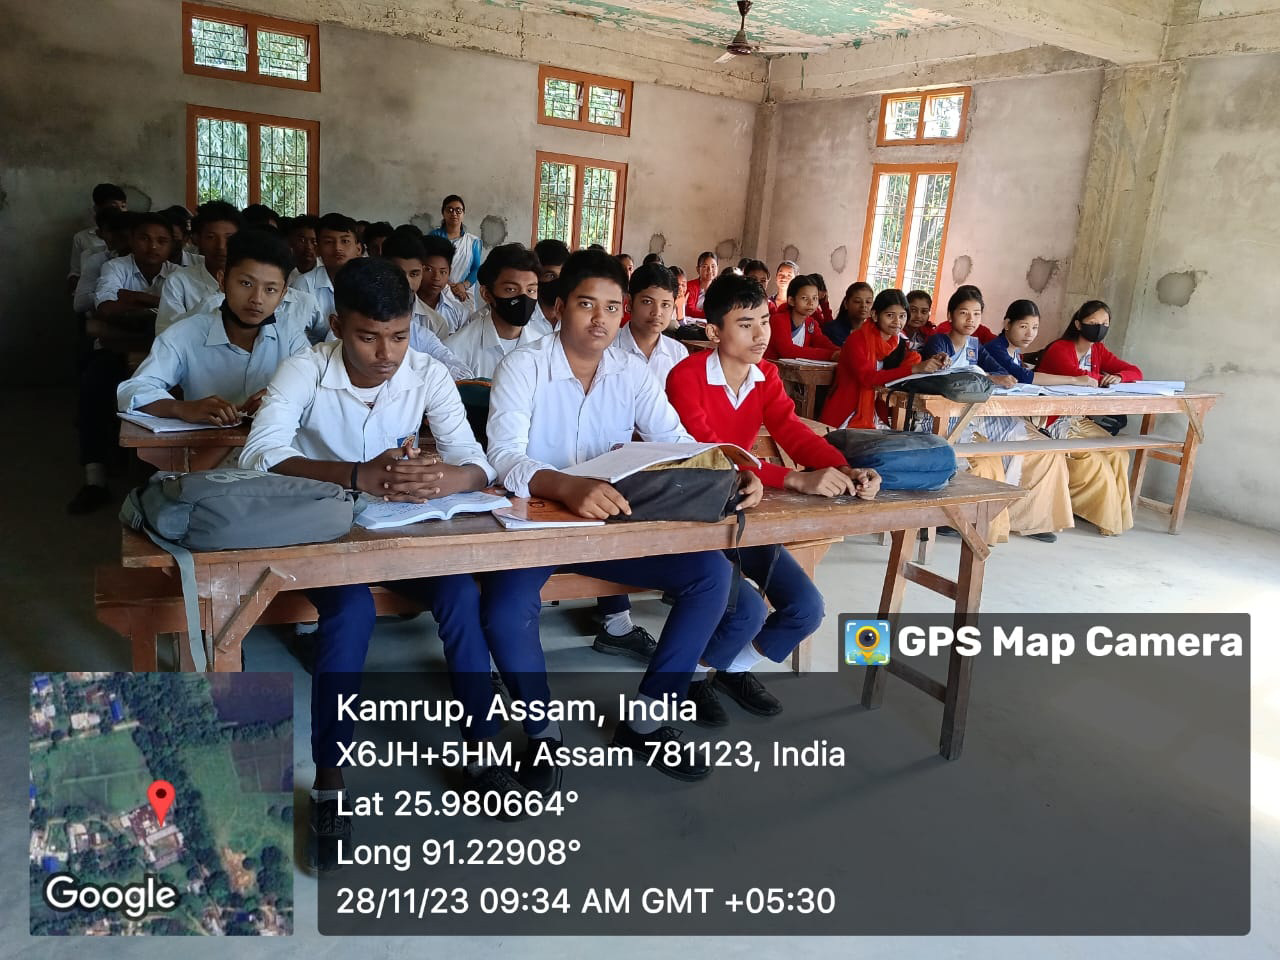 GPS Map Camera
Kamrup, Assam, India
X6JH+5HM, Assam 781123, India
Lat 25.980664°
Long 91.22908°
28/11/23 09:34 AM GMT +05:30
Google